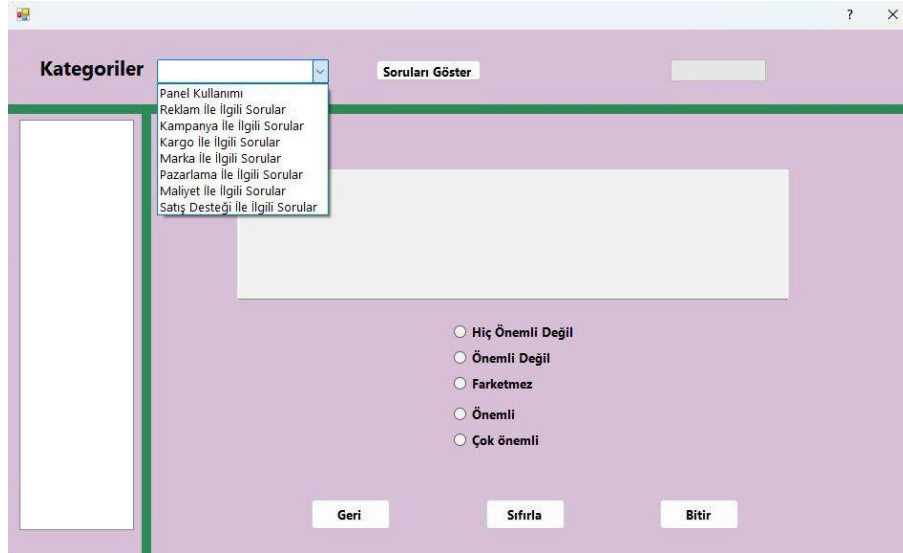 ?
Kategoriler
Soruları Göster
Panel Kullanımı
Reklam İle İlgili Sorular
Kampanya İle İlgili Sorular
Kargo İle İlgili Sorular
Marka İle İlgili Sorular
Pazarlama İle İlgili Sorular
Maliyet İle İlgili Sorular
Satış Desteği İle İlgili Sorular
Hiç Önemli Değil
Önemli Değil
Farketmez
Önemli
Çok önemli
Geri Sıfırla Bitir